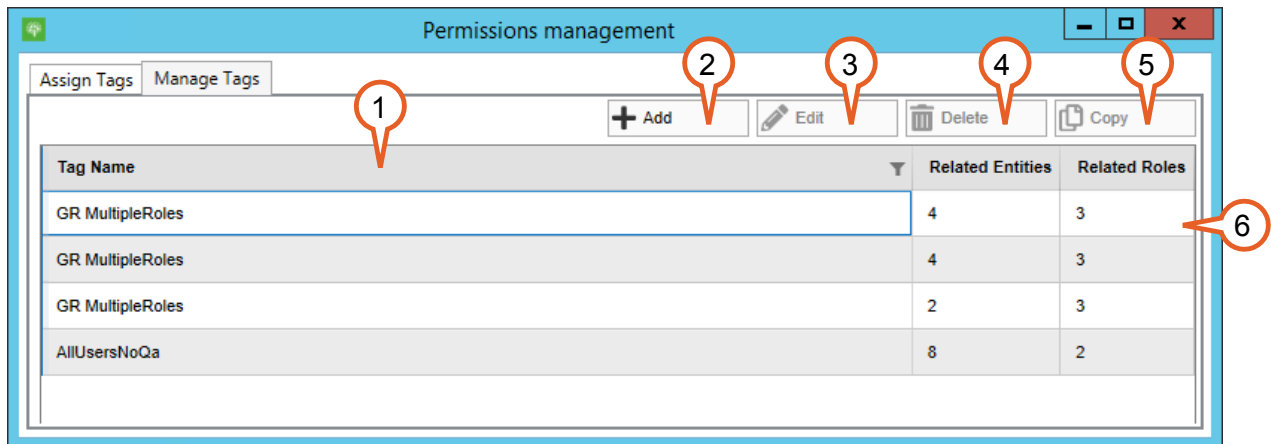 Permissions management
Assign Tags Manage Tags
1 2 3 4 5
Add Edit Delete Copy
Tag Name Related Entities Related Roles
GR MultipleRoles 4 3
6
GR MultipleRoles 4 3
GR MultipleRoles 2 3
AllUsersNoQa 8 2